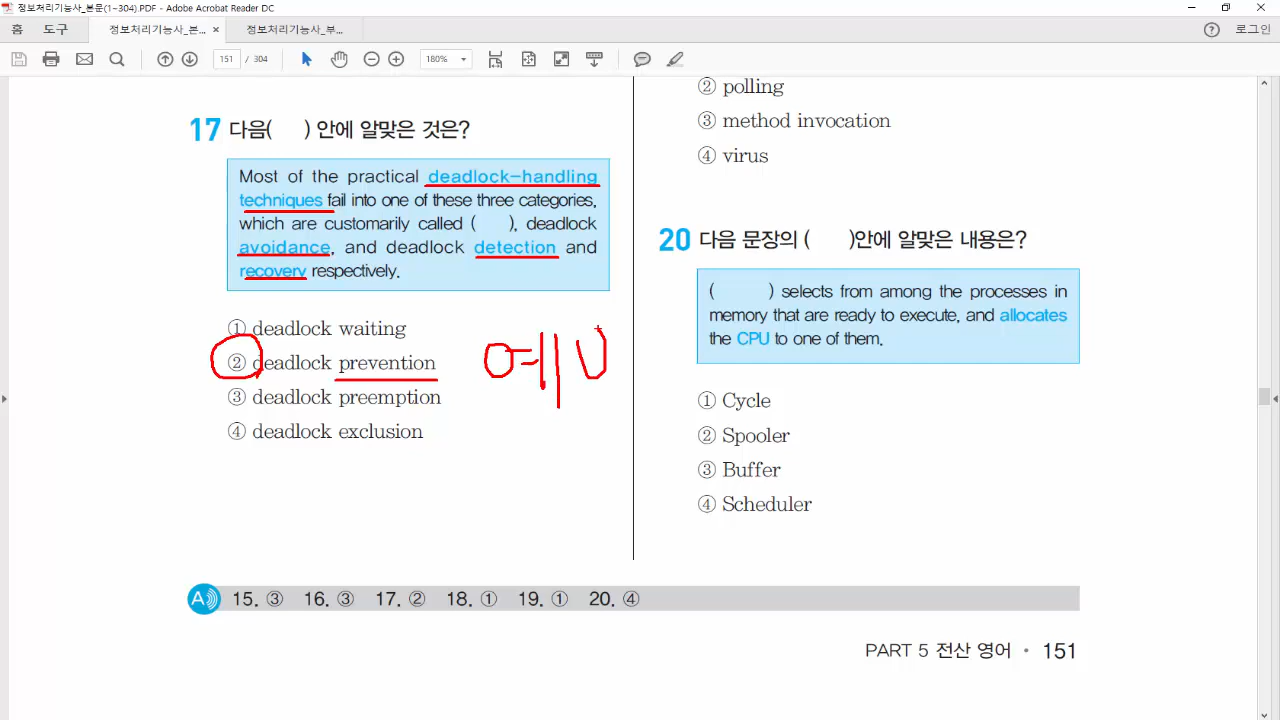 정보처리기능사_본문(1~304).PDF - Adobe Acrobat Reader DC
홈 도구 정보처리기능사_본... × 정보처리기능사_부... ? 로그인
151 / 304 180%
17 다음( ) 안에 알맞은 것은?
Most of the practical deadlock-handling
techniques fail into one of these three categories,
which are customarily called ( ), deadlock
avoidance, and deadlock detection and
recovery respectively.
① deadlock waiting
② deadlock prevention
③ deadlock preemption
④ deadlock exclusion
예
② polling
③ method invocation
④ virus
20 다음 문장의 ( )안에 알맞은 내용은?
( ) selects from among the processes in
memory that are ready to execute, and allocates
the CPU to one of them.
① Cycle
② Spooler
③ Buffer
④ Scheduler
A 15. ③ 16. ③ 17. ② 18. ① 19. ① 20. ④
PART 5 전산 영어 • 151